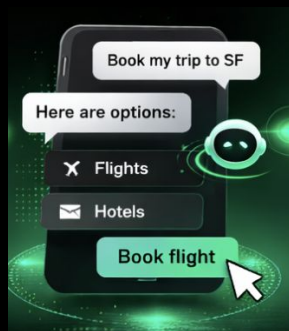 Book my trip to SF
Here are options:
Flights
Hotels
Book flight